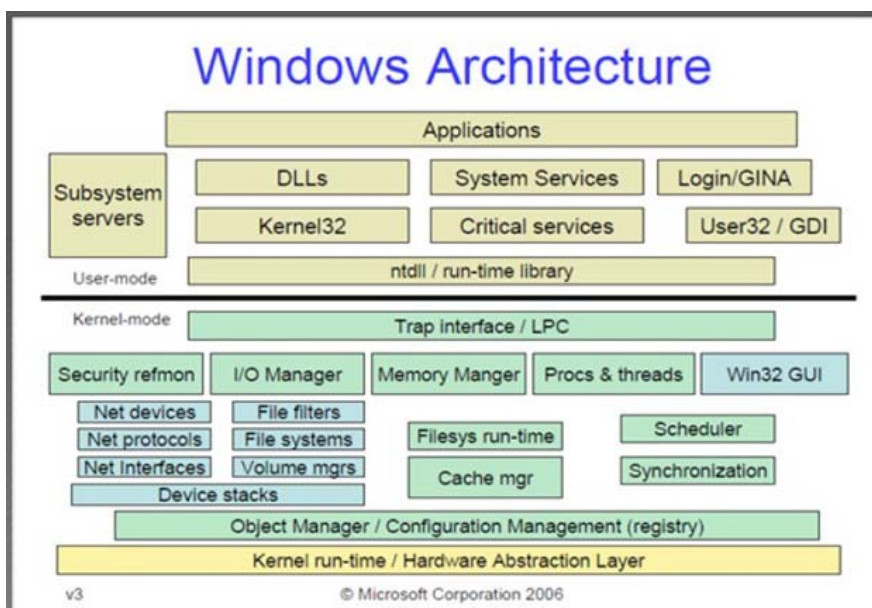 Windows Architecture
Applications
Subsystem
servers
DLLs
System Services
Login/GINA
Kernel32
Critical services
User32 / GDI
User-mode
ntdll / run-time library
Kernel-mode
Trap interface / LPC
Security refmon
I/O Manager
Memory Manger
Procs & threads
Win32 GUI
Net devices
File filters
Net protocols
File systems
Filesys run-time
Scheduler
Net Interfaces
Volume mgrs
Cache mgr
Synchronization
Device stacks
Object Manager / Configuration Management (registry)
Kernel run-time / Hardware Abstraction Layer
v3
© Microsoft Corporation 2006